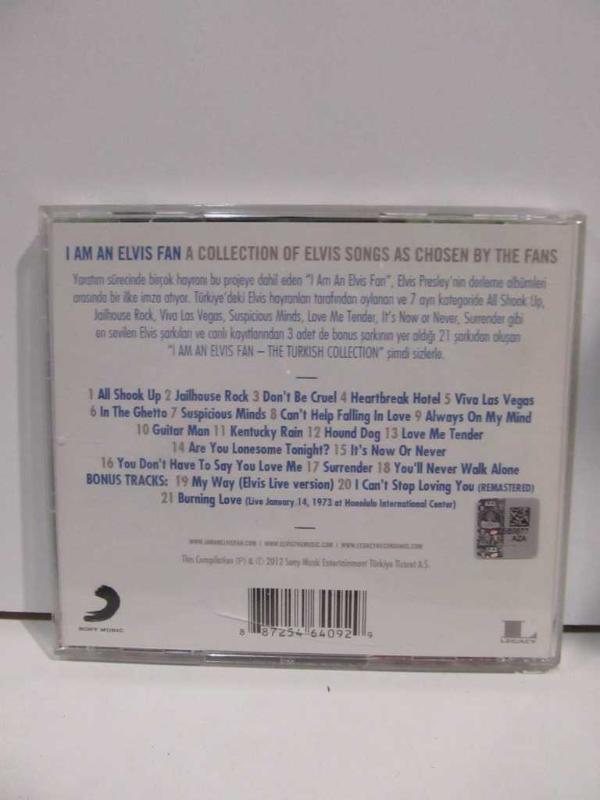 I AM AN ELVIS FAN A COLLECTION OF ELVIS SONGS AS CHOSEN BY THE FANS
Yaratım sürecinde birçok hayranı bu projeye dahil eden "I Am An Elvis Fan", Elvis Presley'nin derleme albümleri
arasında bir ilke imza atıyor. Türkiye'deki Elvis hayranları tarafından oylanan ve 7 ayrı kategoride All Shook Up,
Jailhouse Rock, Viva Las Vegas, Suspicious Minds, Love Me Tender, It's Now or Never, Surrender gibi
en sevilen Elvis şarkıları ve canlı kayıtlarından 3 adet de bonus şarkının yer aldığı 21 şarkıdan oluşan
"I AM AN ELVIS FAN – THE TURKISH COLLECTION" şimdi sizlerle.
1 All Shook Up 2 Jailhouse Rock 3 Don't Be Cruel 4 Heartbreak Hotel 5 Viva Las Vegas
6 In The Ghetto 7 Suspicious Minds 8 Can't Help Falling In Love 9 Always On My Mind
10 Guitar Man 11 Kentucky Rain 12 Hound Dog 13 Love Me Tender
14 Are You Lonesome Tonight? 15 It's Now Or Never
16 You Don't Have To Say You Love Me 17 Surrender 18 You'll Never Walk Alone
BONUS TRACKS: 19 My Way (Elvis Live version) 20 I Can't Stop Loving You (REMASTERED)
21 Burning Love (Live January 14, 1973 at Honolulu International Center)
WWW.IAMANELVISFAN.COM | WWW.ELVISTHEMUSIC.COM | WWW.LEGACYRECORDINGS.COM
This Compilation (P) & © 2012 Sony Music Entertainment Türkiye Ticaret A.S.
AZA
SONY MUSIC
8 87254 64092 9
L
LEGACY